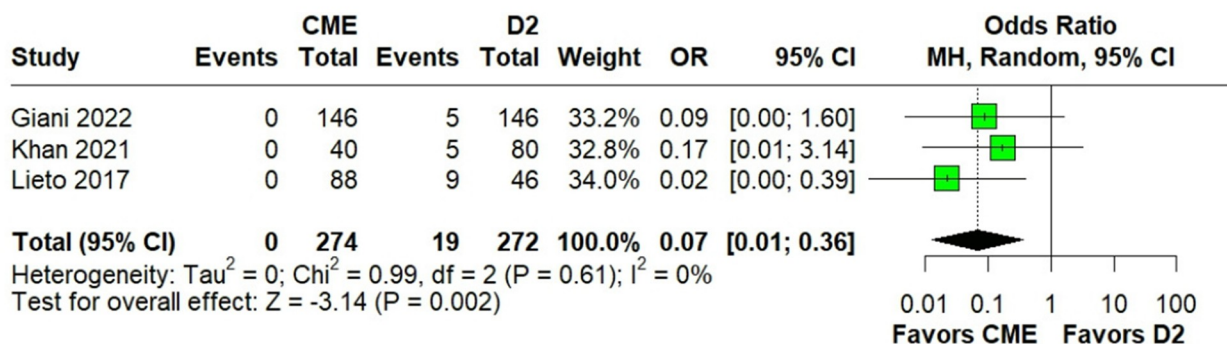 CME D2 Odds Ratio
Study Events Total Events Total Weight OR 95% CI MH, Random, 95% CI
Giani 2022 0 146 5 146 33.2% 0.09 [0.00; 1.60]
Khan 2021 0 40 5 80 32.8% 0.17 [0.01; 3.14]
Lieto 2017 0 88 9 46 34.0% 0.02 [0.00; 0.39]
Total (95% CI) 0 274 19 272 100.0% 0.07 [0.01; 0.36]
Heterogeneity: Tau² = 0; Chi² = 0.99, df = 2 (P = 0.61); I² = 0%
Test for overall effect: Z = -3.14 (P = 0.002)
0.01 0.1 1 10 100
Favors CME Favors D2